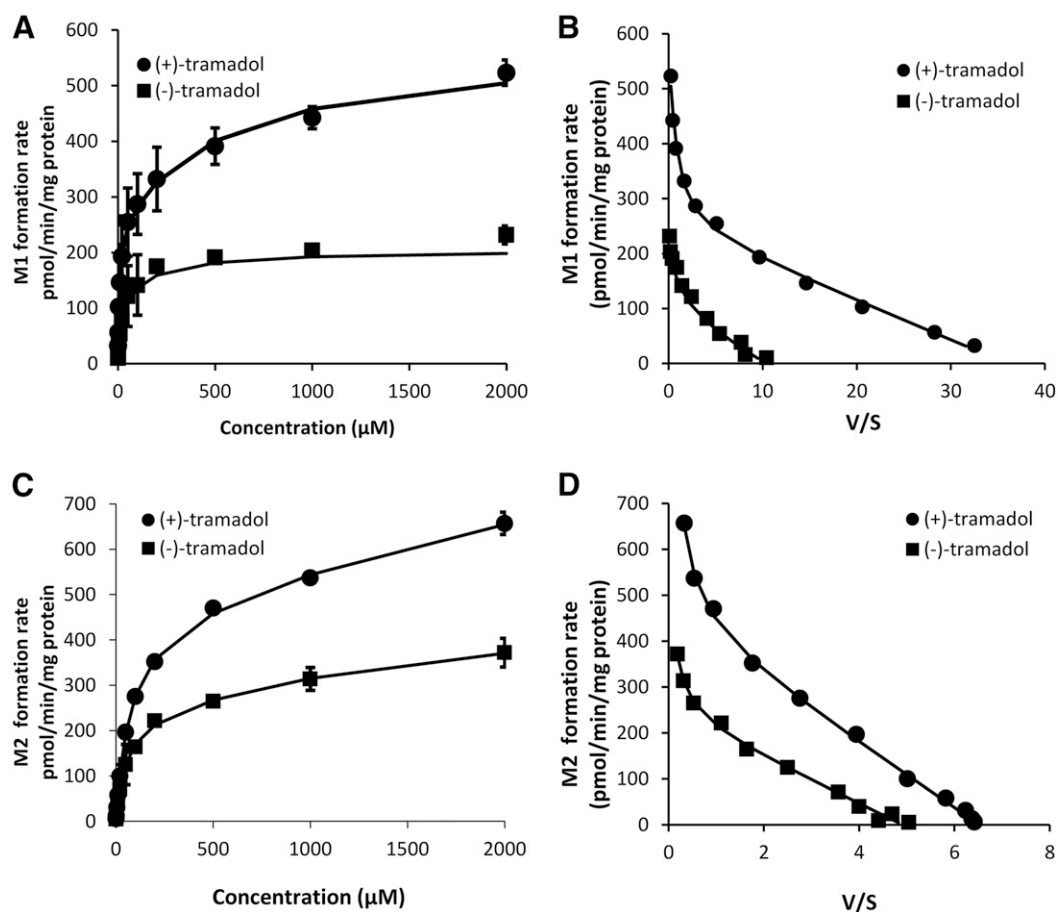 A
M1 formation rate
pmol/min/mg protein
600
500
400
300
200
100
0
(+)-tramadol
(-)-tramadol
0
500
1000
1500
2000
Concentration (µM)
B
M1 formation rate
(pmol/min/mg protein)
600
500
400
300
200
100
0
(+)-tramadol
(-)-tramadol
0
10
20
30
40
V/S
C
M2 formation rate
pmol/min/mg protein
700
600
500
400
300
200
100
0
(+)-tramadol
(-)-tramadol
0
500
1000
1500
2000
Concentration (µM)
D
M2 formation rate
(pmol/min/mg protein)
700
600
500
400
300
200
100
0
(+)-tramadol
(-)-tramadol
0
2
4
6
8
V/S